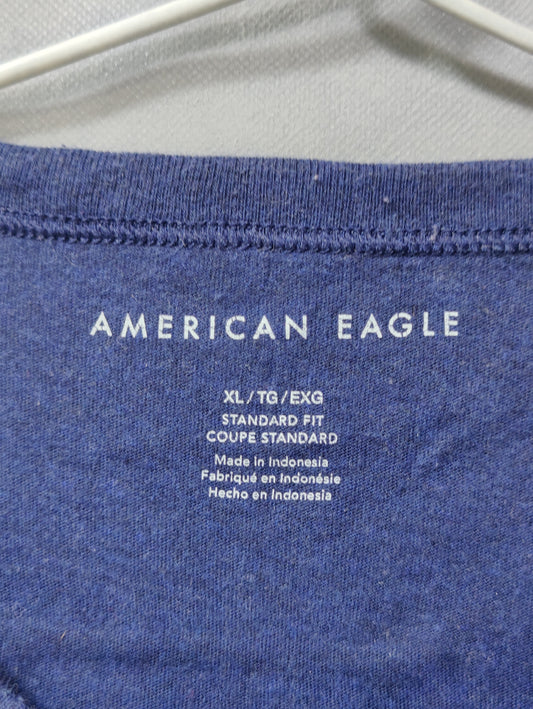 AMERICAN EAGLE
XL/TG/EXG
STANDARD FIT
COUPE STANDARD
Made in Indonesia
Fabriqué en Indonésie
Hecho en Indonesia